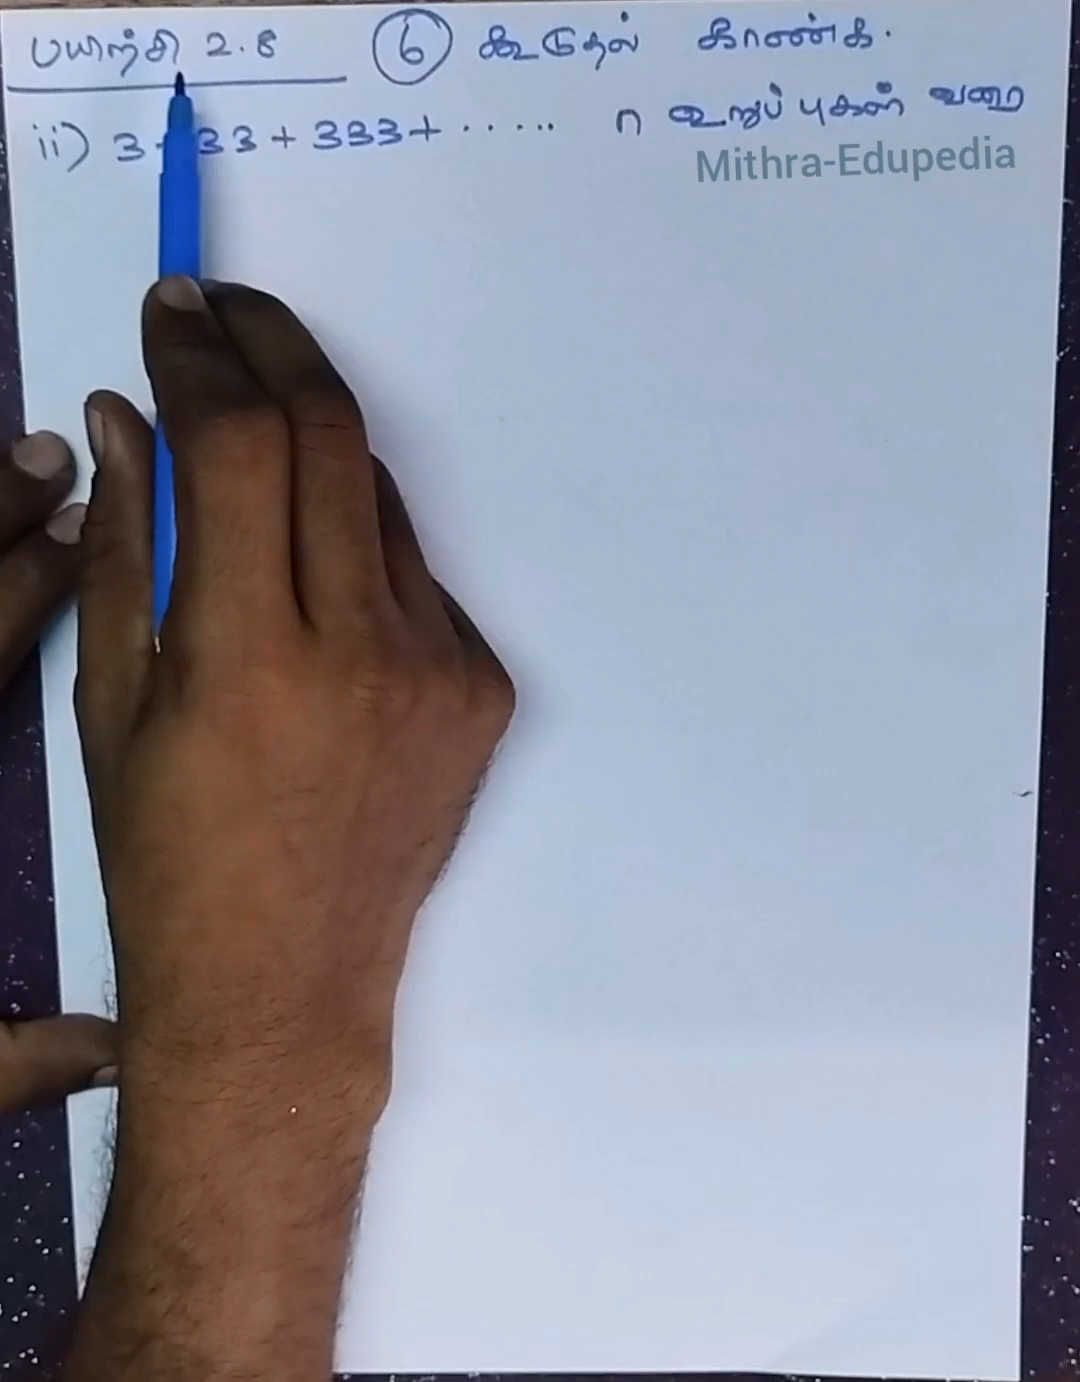 பயிற்சி 2.8 ⑥ கூடுதல் காண்க.
ii) 3+33+333+...... n உறுப்புகள் வரை
Mithra-Edupedia